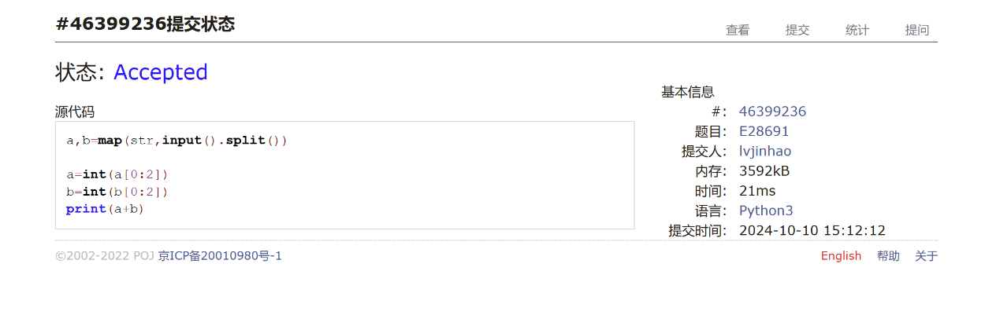 #46399236提交状态
查看 提交 统计 提问
状态: Accepted
源代码
a,b=map(str,input().split())
a=int(a[0:2])
b=int(b[0:2])
print(a+b)
基本信息
#: 46399236
题目: E28691
提交人: lvjinhao
内存: 3592kB
时间: 21ms
语言: Python3
提交时间: 2024-10-10 15:12:12
©2002-2022 POJ 京ICP备20010980号-1
English 帮助 关于